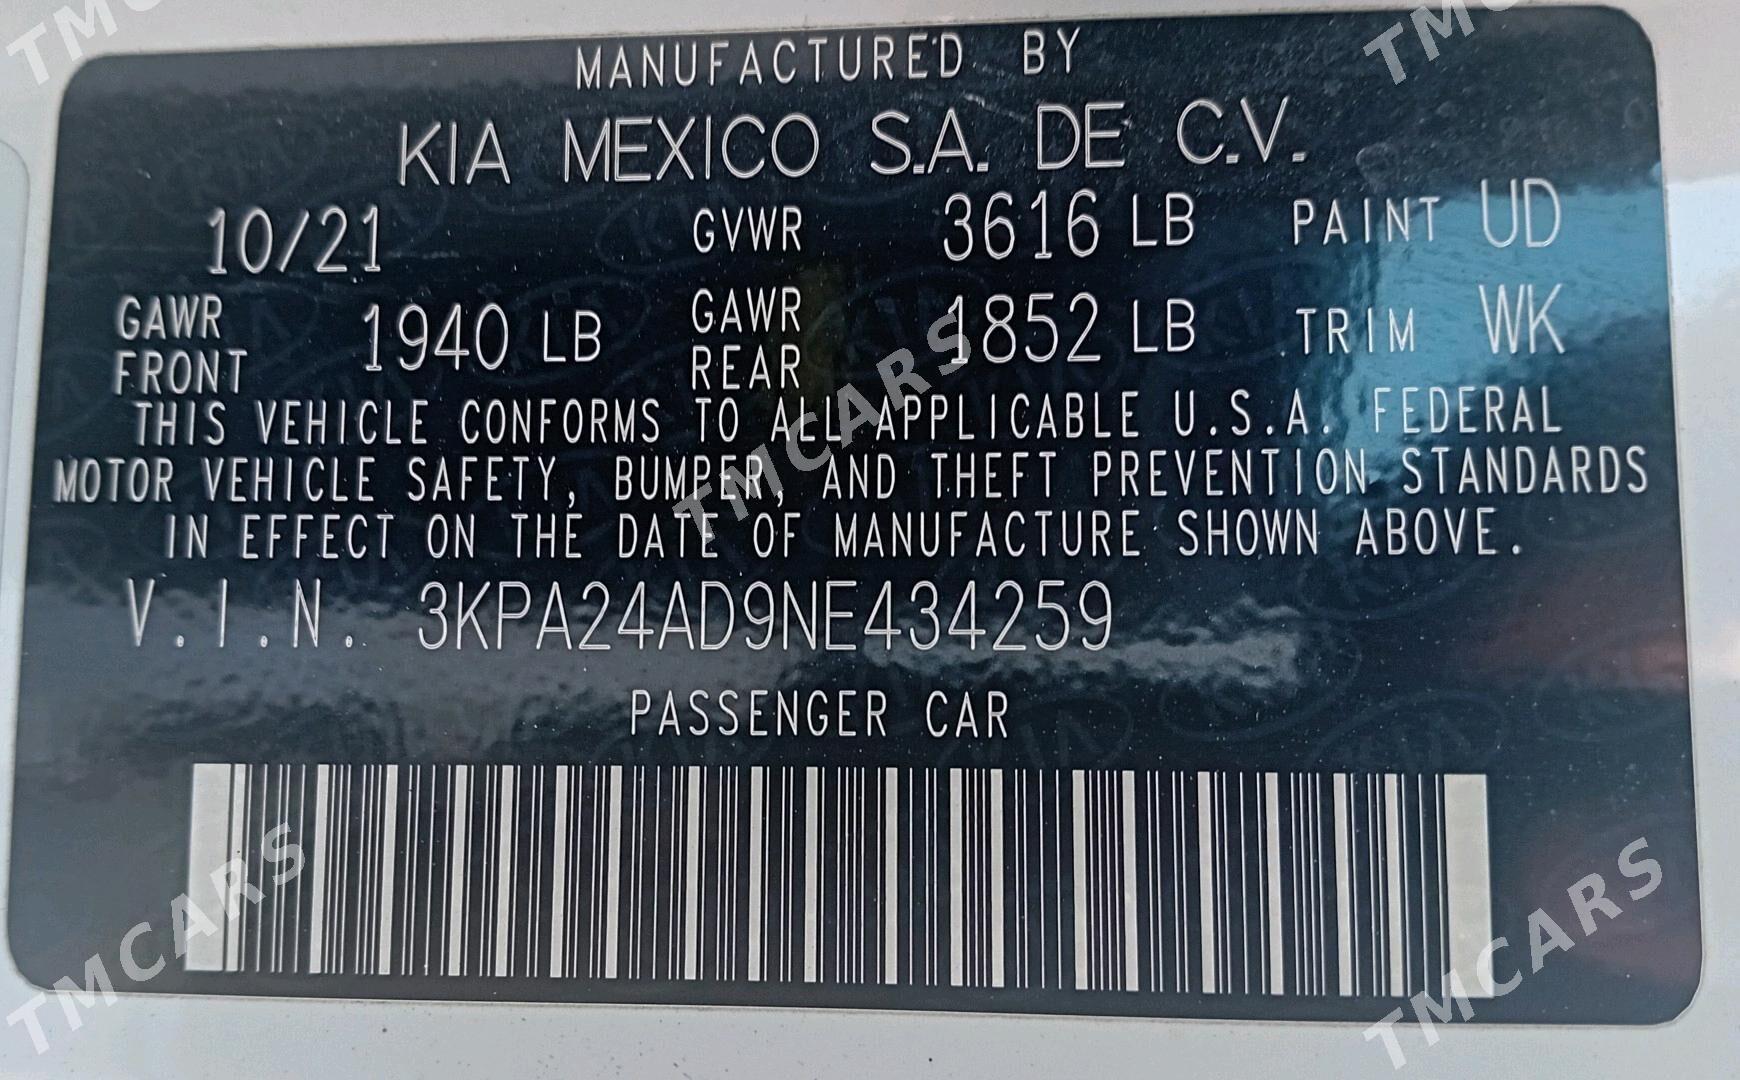 MANUFACTURED BY
KIA MEXICO S.A. DE C.V.
10/21 GVWR 3616 LB PAINT UD
GAWR FRONT 1940 LB GAWR REAR 1852 LB TRIM WK
THIS VEHICLE CONFORMS TO ALL APPLICABLE U.S.A. FEDERAL
MOTOR VEHICLE SAFETY, BUMPER, AND THEFT PREVENTION STANDARDS
IN EFFECT ON THE DATE OF MANUFACTURE SHOWN ABOVE.
V.I.N. 3KPA24AD9NE434259
PASSENGER CAR
TMCARS
TMCARS
TMCARS